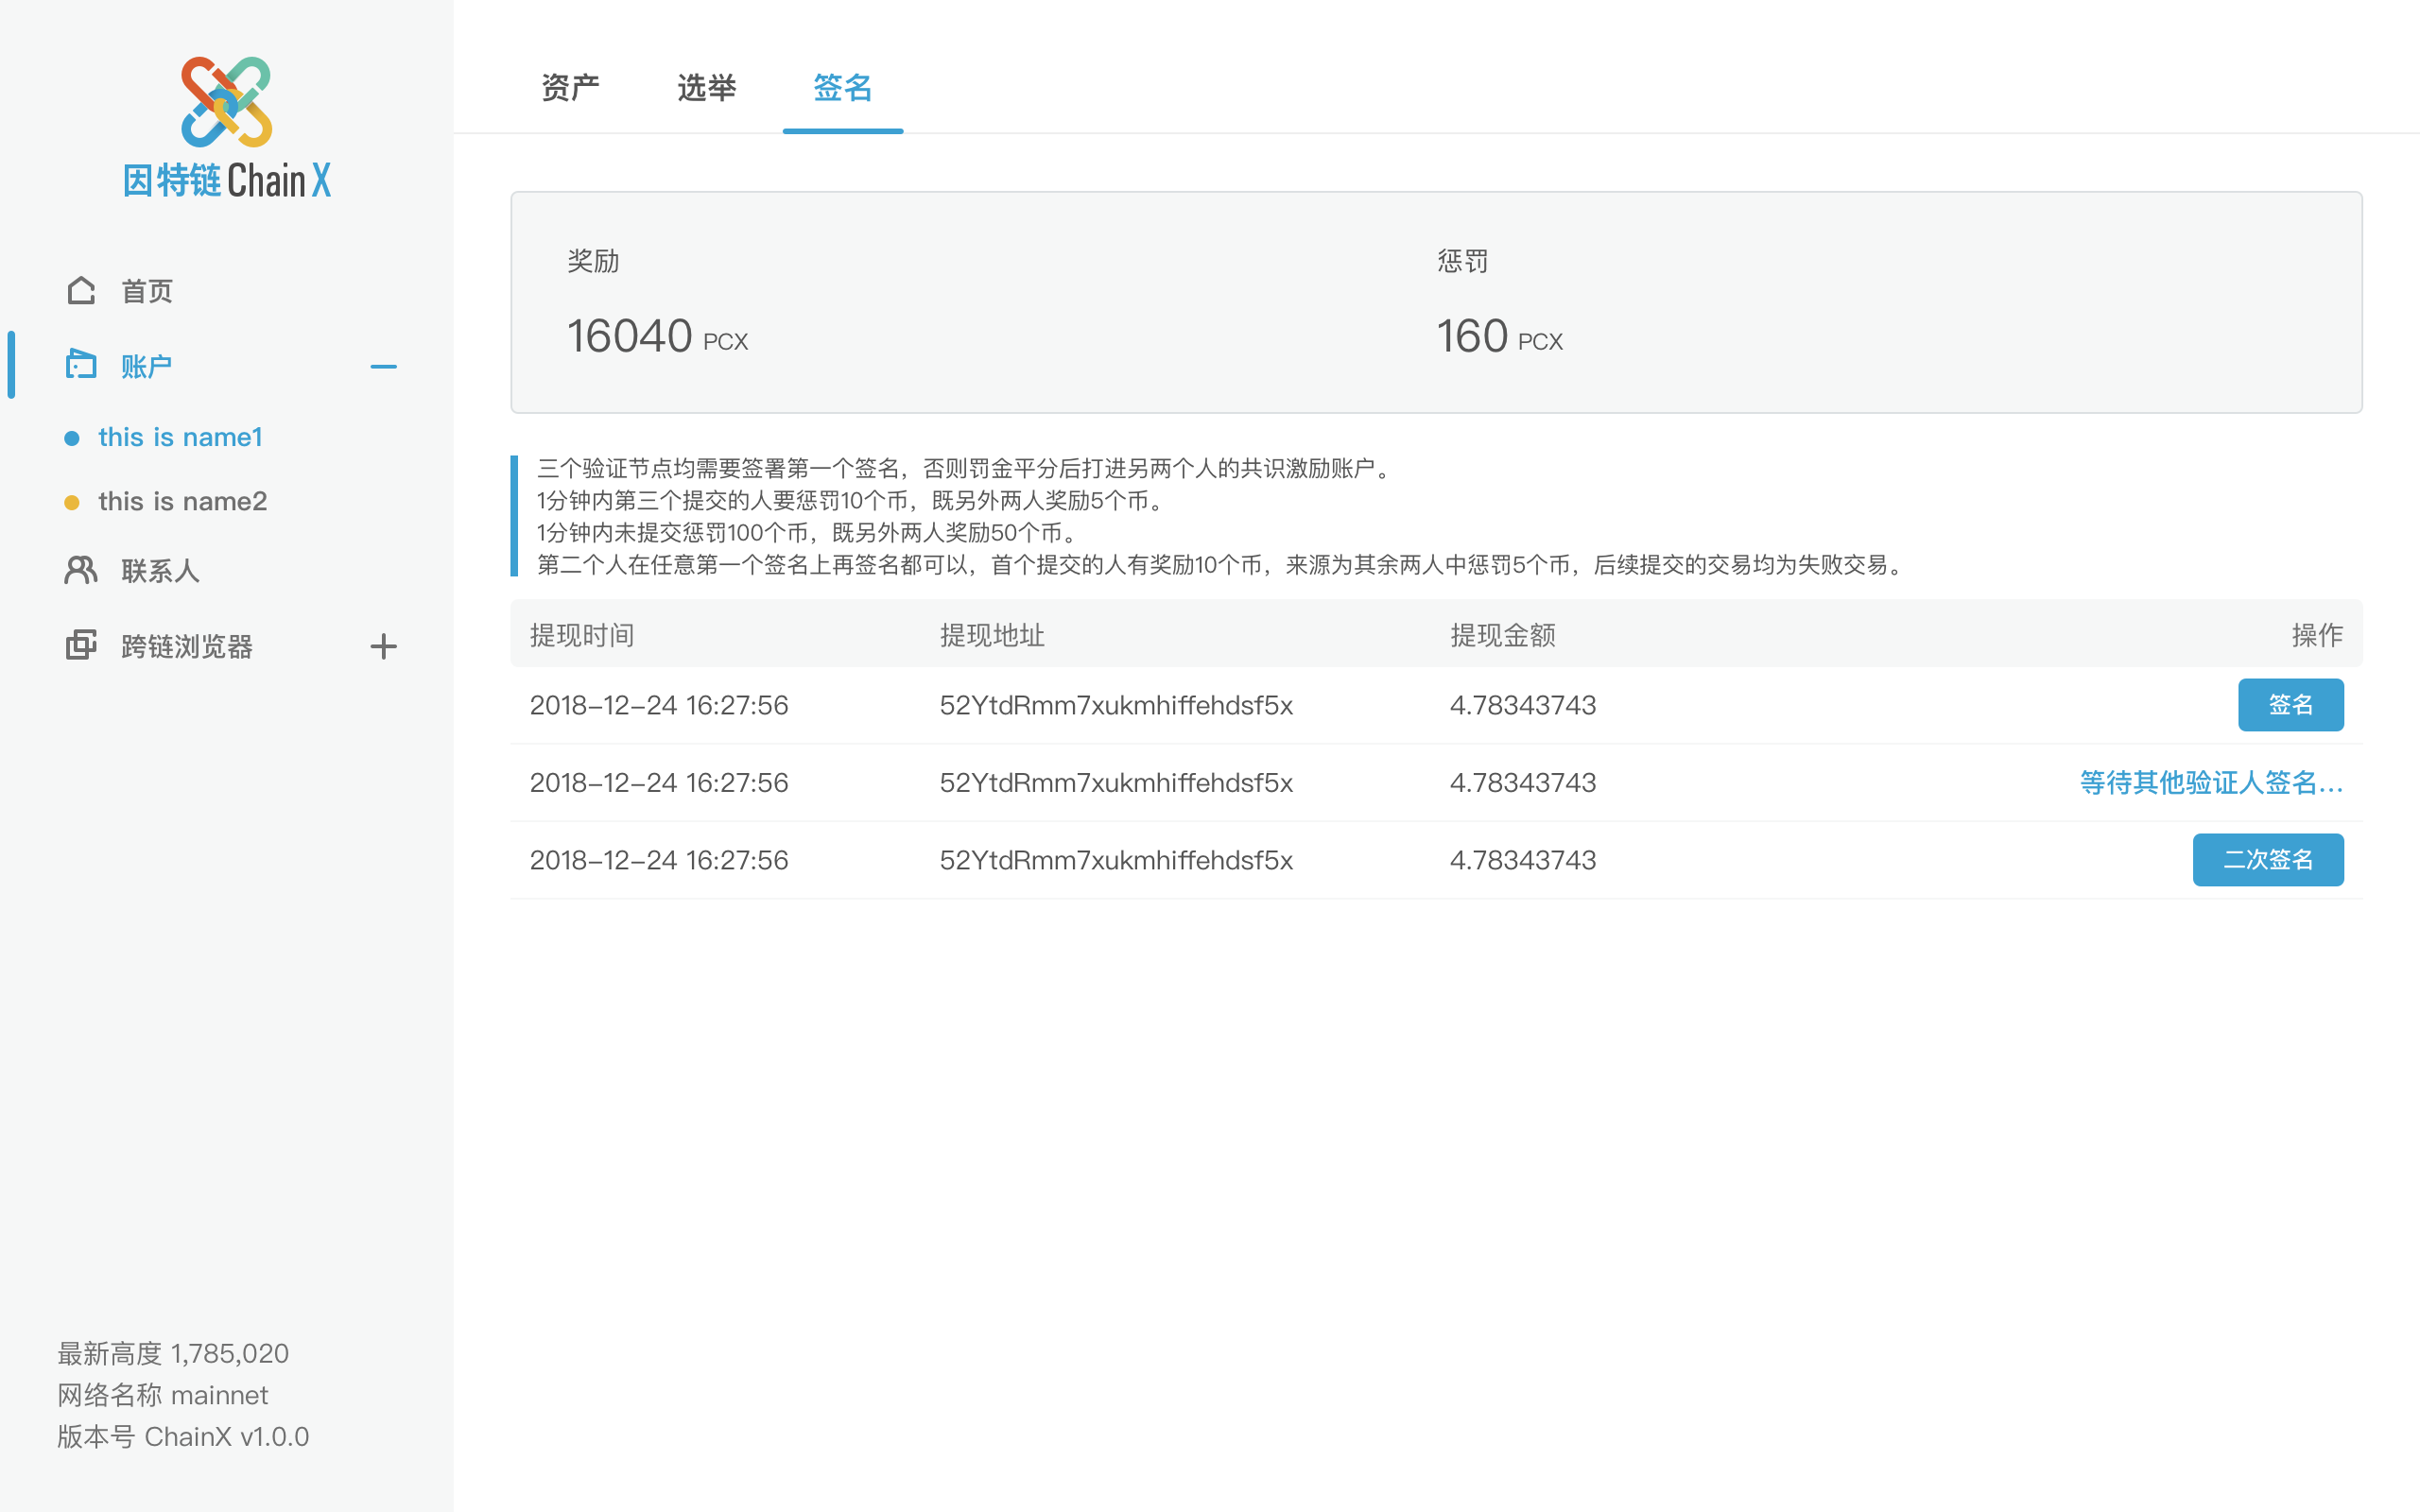 因特链 ChainX
首页
账户
this is name1
this is name2
联系人
跨链浏览器
最新高度 1,785,020
网络名称 mainnet
版本号 ChainX v1.0.0
资产 选举 签名
奖励 惩罚
16040 PCX 160 PCX
三个验证节点均需要签署第一个签名，否则罚金平分后打进另两个人的共识激励账户。
1分钟内第三个提交的人要惩罚10个币，既另外两人奖励5个币。
1分钟内未提交惩罚100个币，既另外两人奖励50个币。
第二个人在任意第一个签名上再签名都可以，首个提交的人有奖励10个币，来源为其余两人中惩罚5个币，后续提交的交易均为失败交易。
提现时间 提现地址 提现金额 操作
2018-12-24 16:27:56 52YtdRmm7xukmhiffehdsf5x 4.78343743 签名
2018-12-24 16:27:56 52YtdRmm7xukmhiffehdsf5x 4.78343743 等待其他验证人签名...
2018-12-24 16:27:56 52YtdRmm7xukmhiffehdsf5x 4.78343743 二次签名